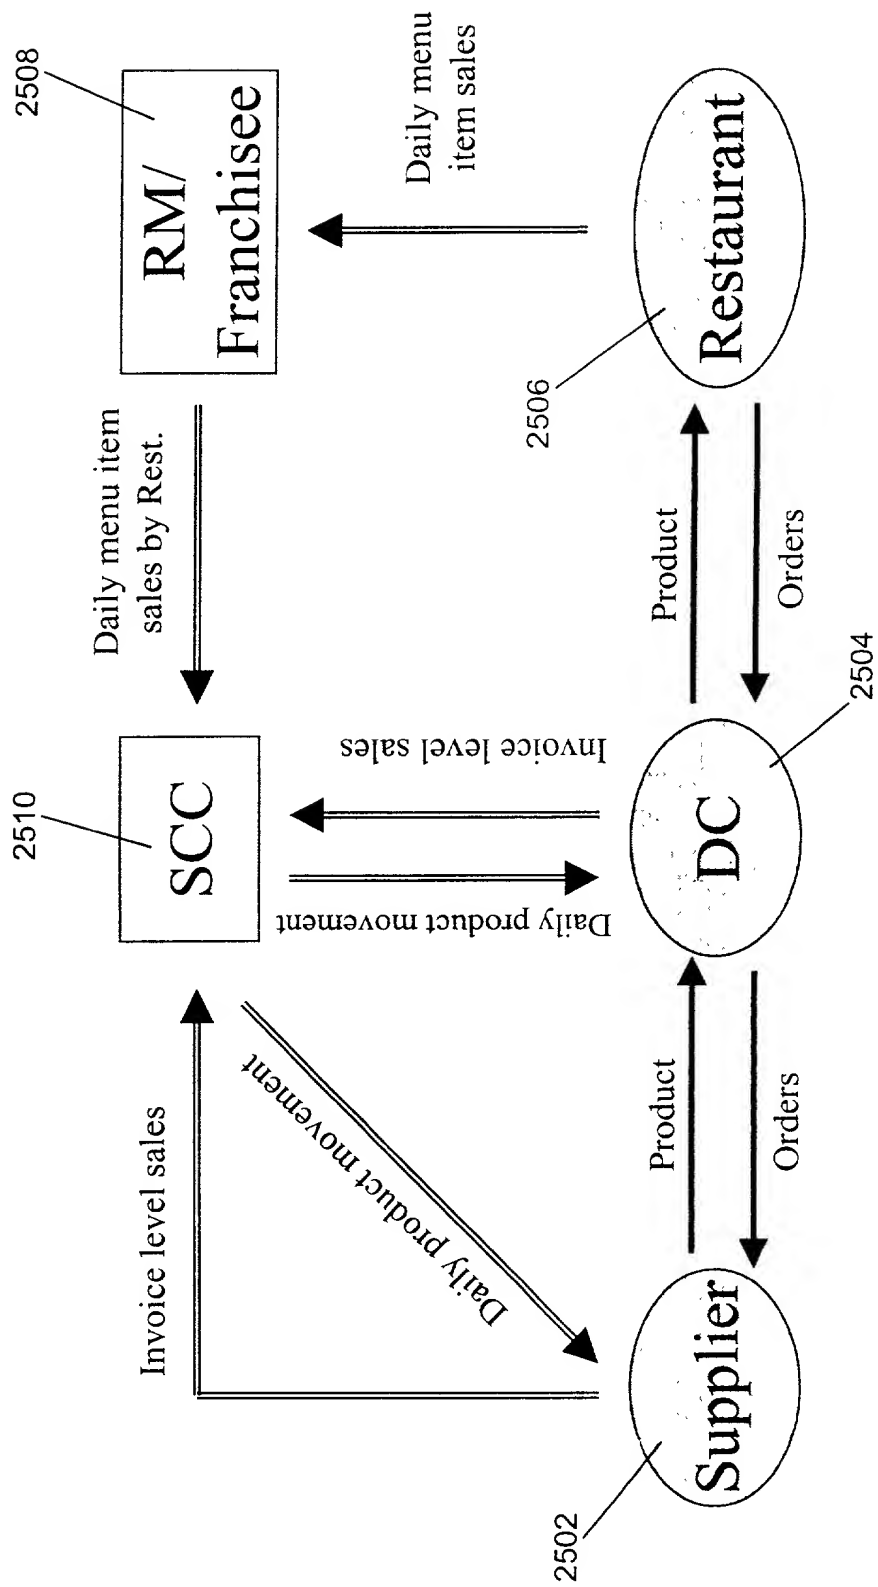 2510
2508
SCC
RM/
Franchisee
Invoice level sales
Daily menu item
sales by Rest.
Daily product movement
Daily product movement
Invoice level sales
Daily menu
item sales
2502
Supplier
Product
Orders
DC
2504
Product
Orders
2506
Restaurant